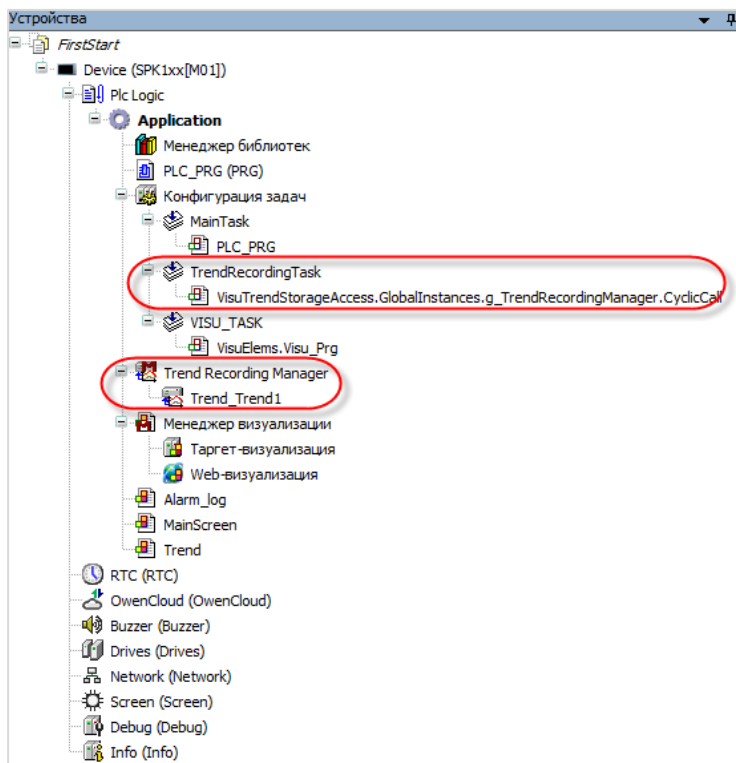 Устройства
FirstStart
Device (SPK1xx[M01])
Plc Logic
Application
Менеджер библиотек
PLC_PRG (PRG)
Конфигурация задач
MainTask
PLC_PRG
TrendRecordingTask
VisuTrendStorageAccess.GlobalInstances.g_TrendRecordingManager.CyclicCall
VISU_TASK
VisuElems.Visu_Prg
Trend Recording Manager
Trend_Trend1
Менеджер визуализации
Таргет-визуализация
Web-визуализация
Alarm_log
MainScreen
Trend
RTC (RTC)
OwenCloud (OwenCloud)
Buzzer (Buzzer)
Drives (Drives)
Network (Network)
Screen (Screen)
Debug (Debug)
Info (Info)